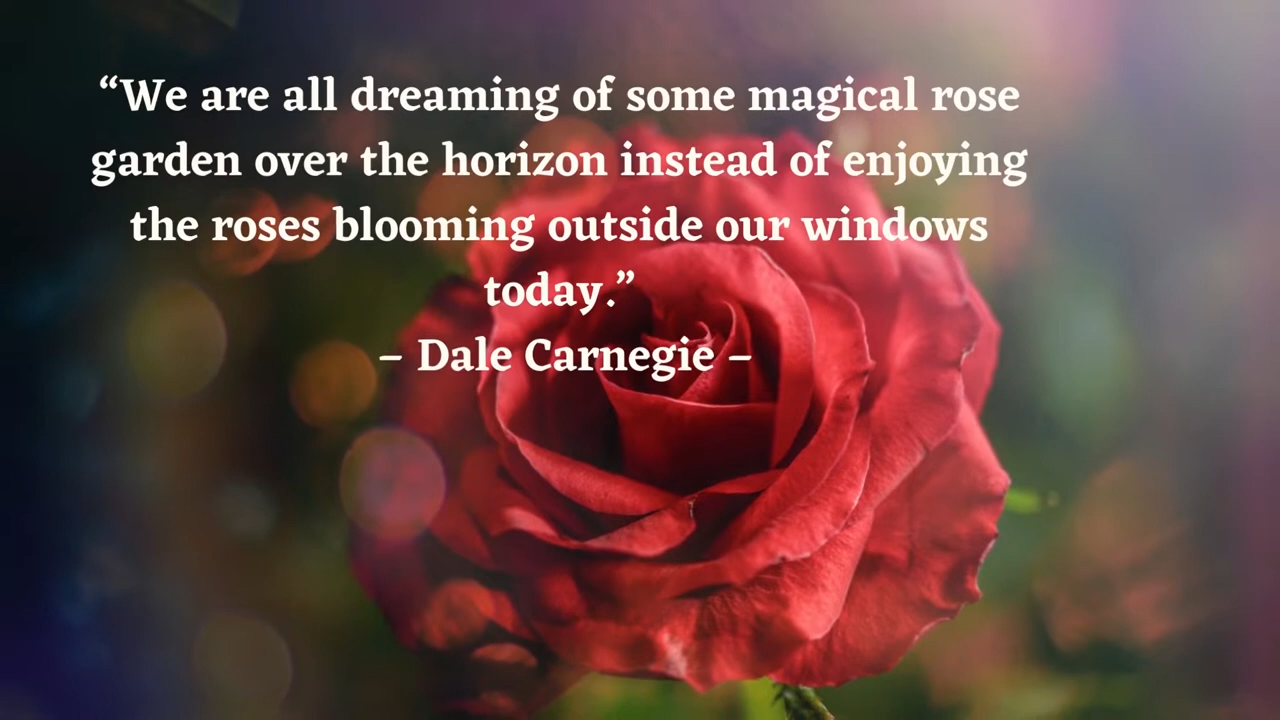 “We are all dreaming of some magical rose
garden over the horizon instead of enjoying
the roses blooming outside our windows
today.”
– Dale Carnegie –